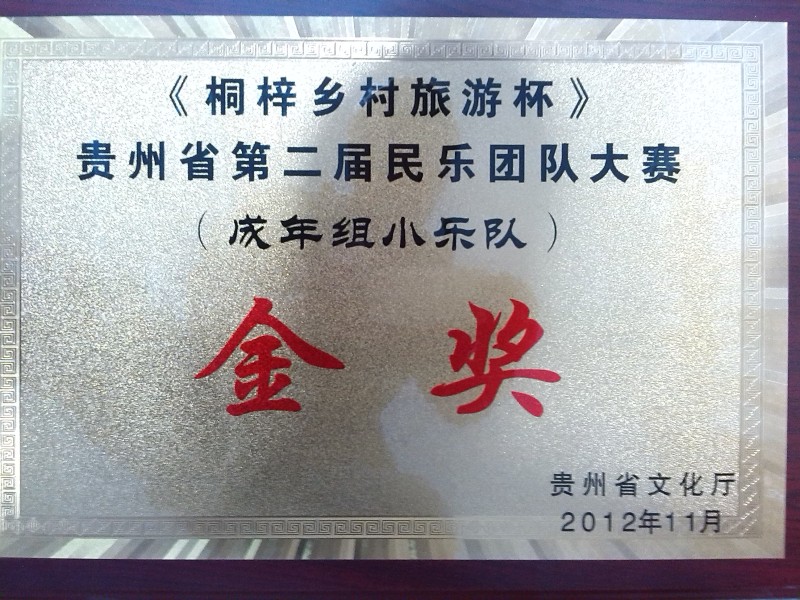 《桐梓乡村旅游杯》
贵州省第二届民乐团队大赛
（成年组小乐队）
金奖
贵州省文化厅
2012年11月